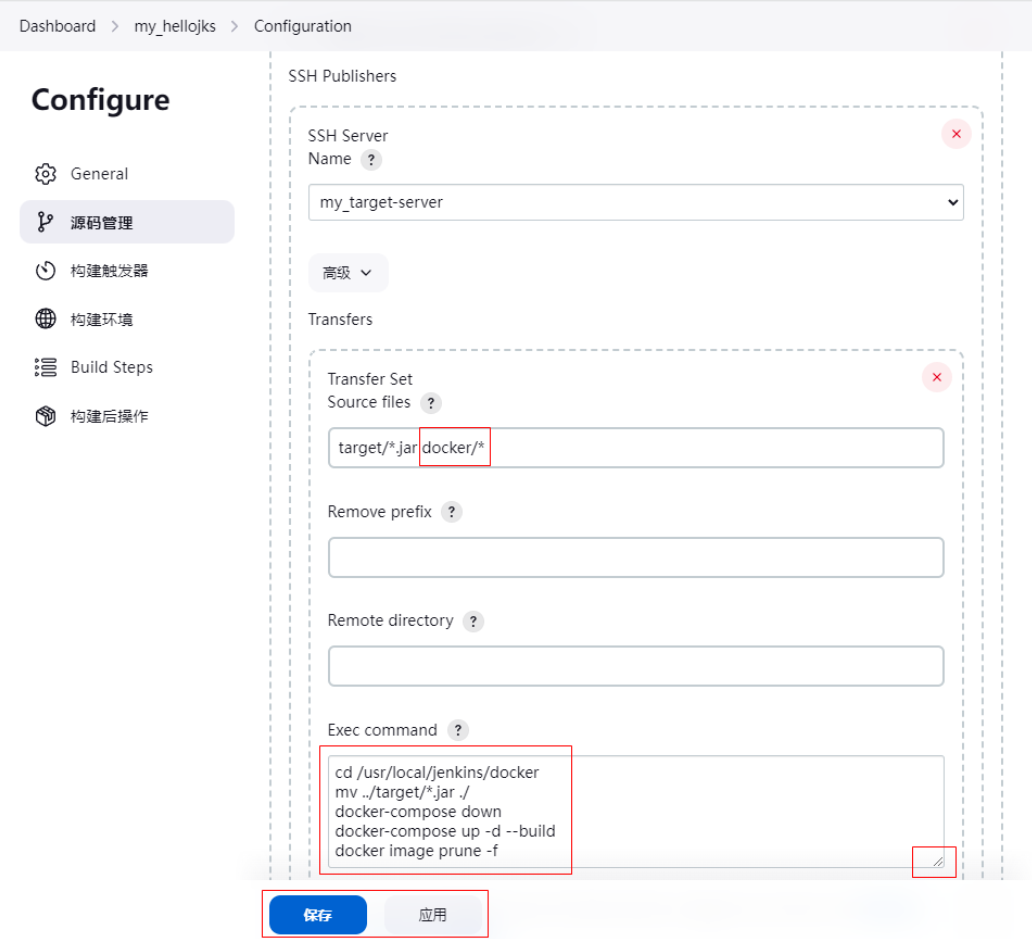 Dashboard > my_hellojks > Configuration
Configure
General
源码管理
构建触发器
构建环境
Build Steps
构建后操作
SSH Publishers
SSH Server
Name ?
my_target-server
高级
Transfers
Transfer Set
Source files ?
target/*.jar docker/*
Remove prefix ?
Remote directory ?
Exec command ?
cd /usr/local/jenkins/docker
mv ../target/*.jar ./
docker-compose down
docker-compose up -d --build
docker image prune -f
保存 应用